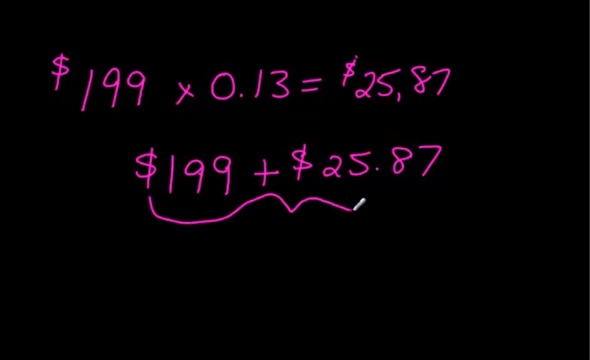 $199 x 0.13 = $25,87
$199 + $25.87